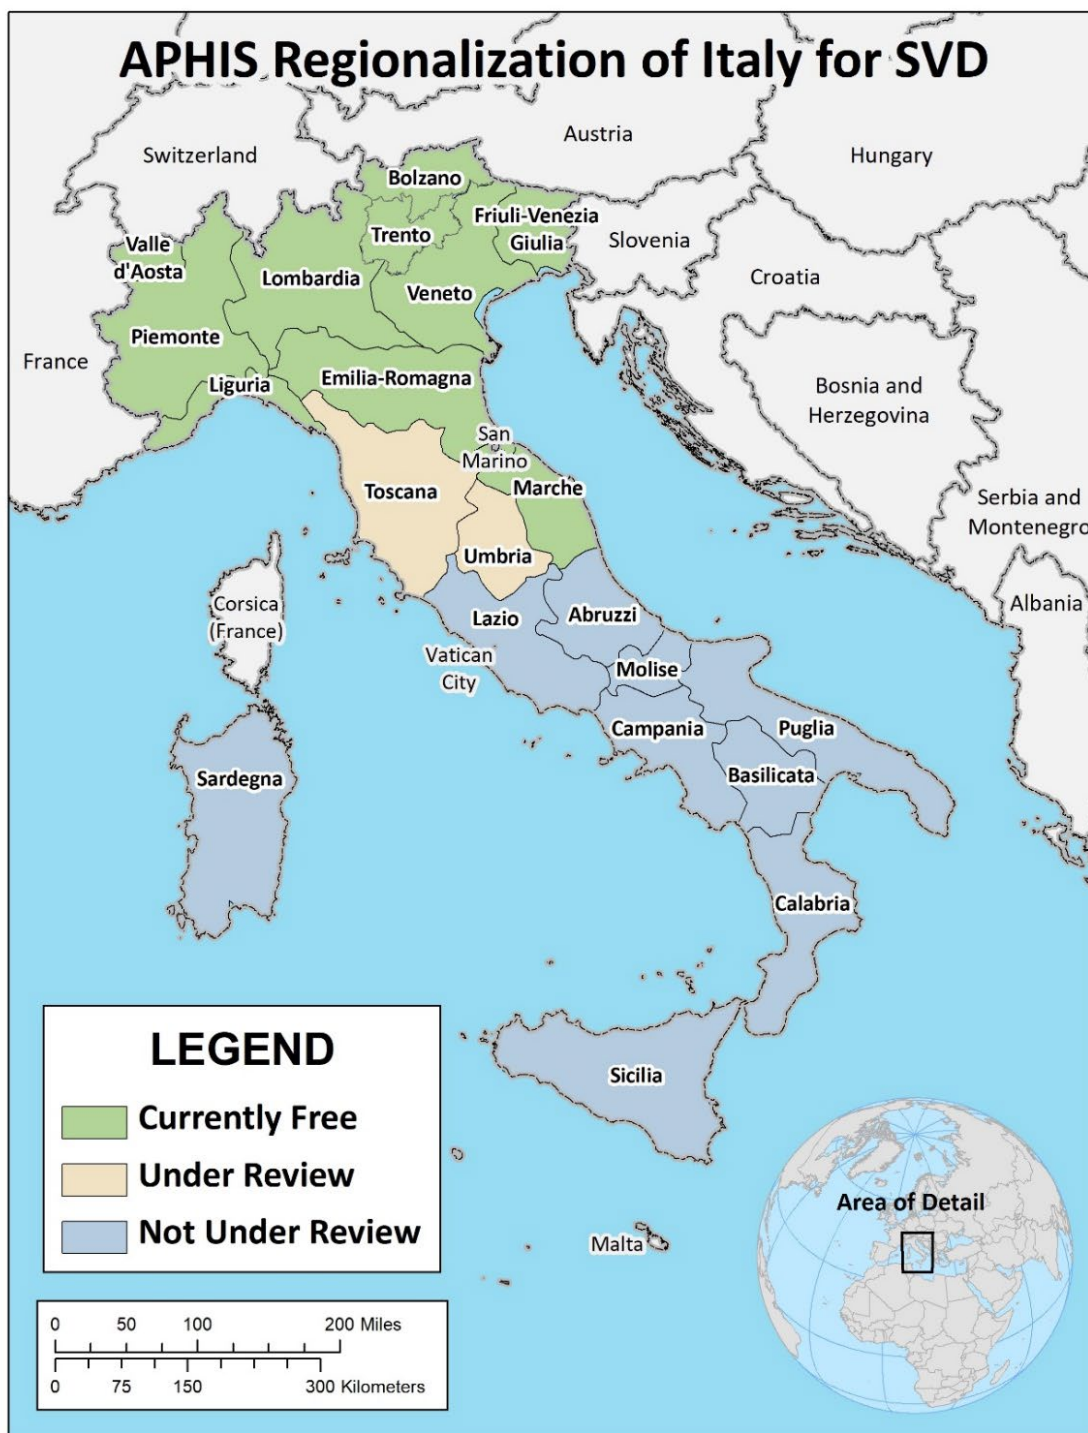 APHIS Regionalization of Italy for SVD
Austria
Switzerland
Hungary
Bolzano
Friuli-Venezia
Giulia
Trento
Slovenia
Valle
d'Aosta
Lombardia
Croatia
Veneto
Piemonte
France
Liguria
Emilia-Romagna
Bosnia and
Herzegovina
San
Marino
Toscana
Marche
Serbia and
Montenegro
Umbria
Corsica
(France)
Lazio
Abruzzi
Albania
Vatican
City
Molise
Campania
Puglia
Sardegna
Basilicata
Calabria
Sicilia
Malta
LEGEND
Currently Free
Under Review
Not Under Review
Area of Detail
0 50 100 200 Miles
0 75 150 300 Kilometers